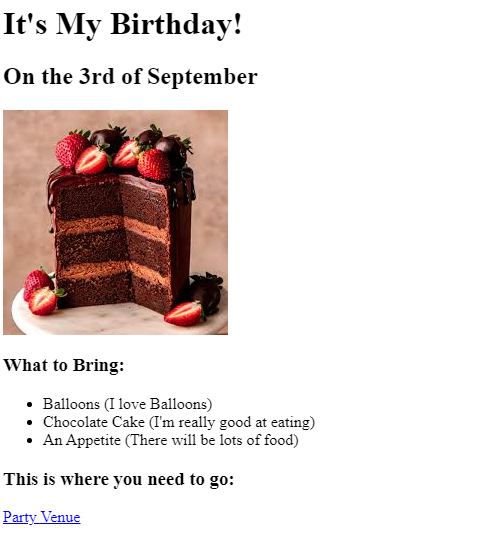 It's My Birthday!
On the 3rd of September
What to Bring:
Balloons (I love Balloons)
Chocolate Cake (I'm really good at eating)
An Appetite (There will be lots of food)
This is where you need to go:
Party Venue